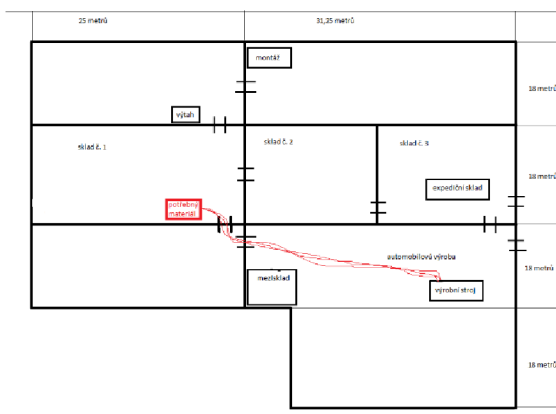 25 metrů
31,25 metrů
montáž
18 metrů
výtah
sklad č. 1
sklad č. 2
sklad č. 3
18 metrů
expediční sklad
potřebny
materiál
automobilová výroba
18 metrů
mezisklad
výrobní stroj
18 metrů